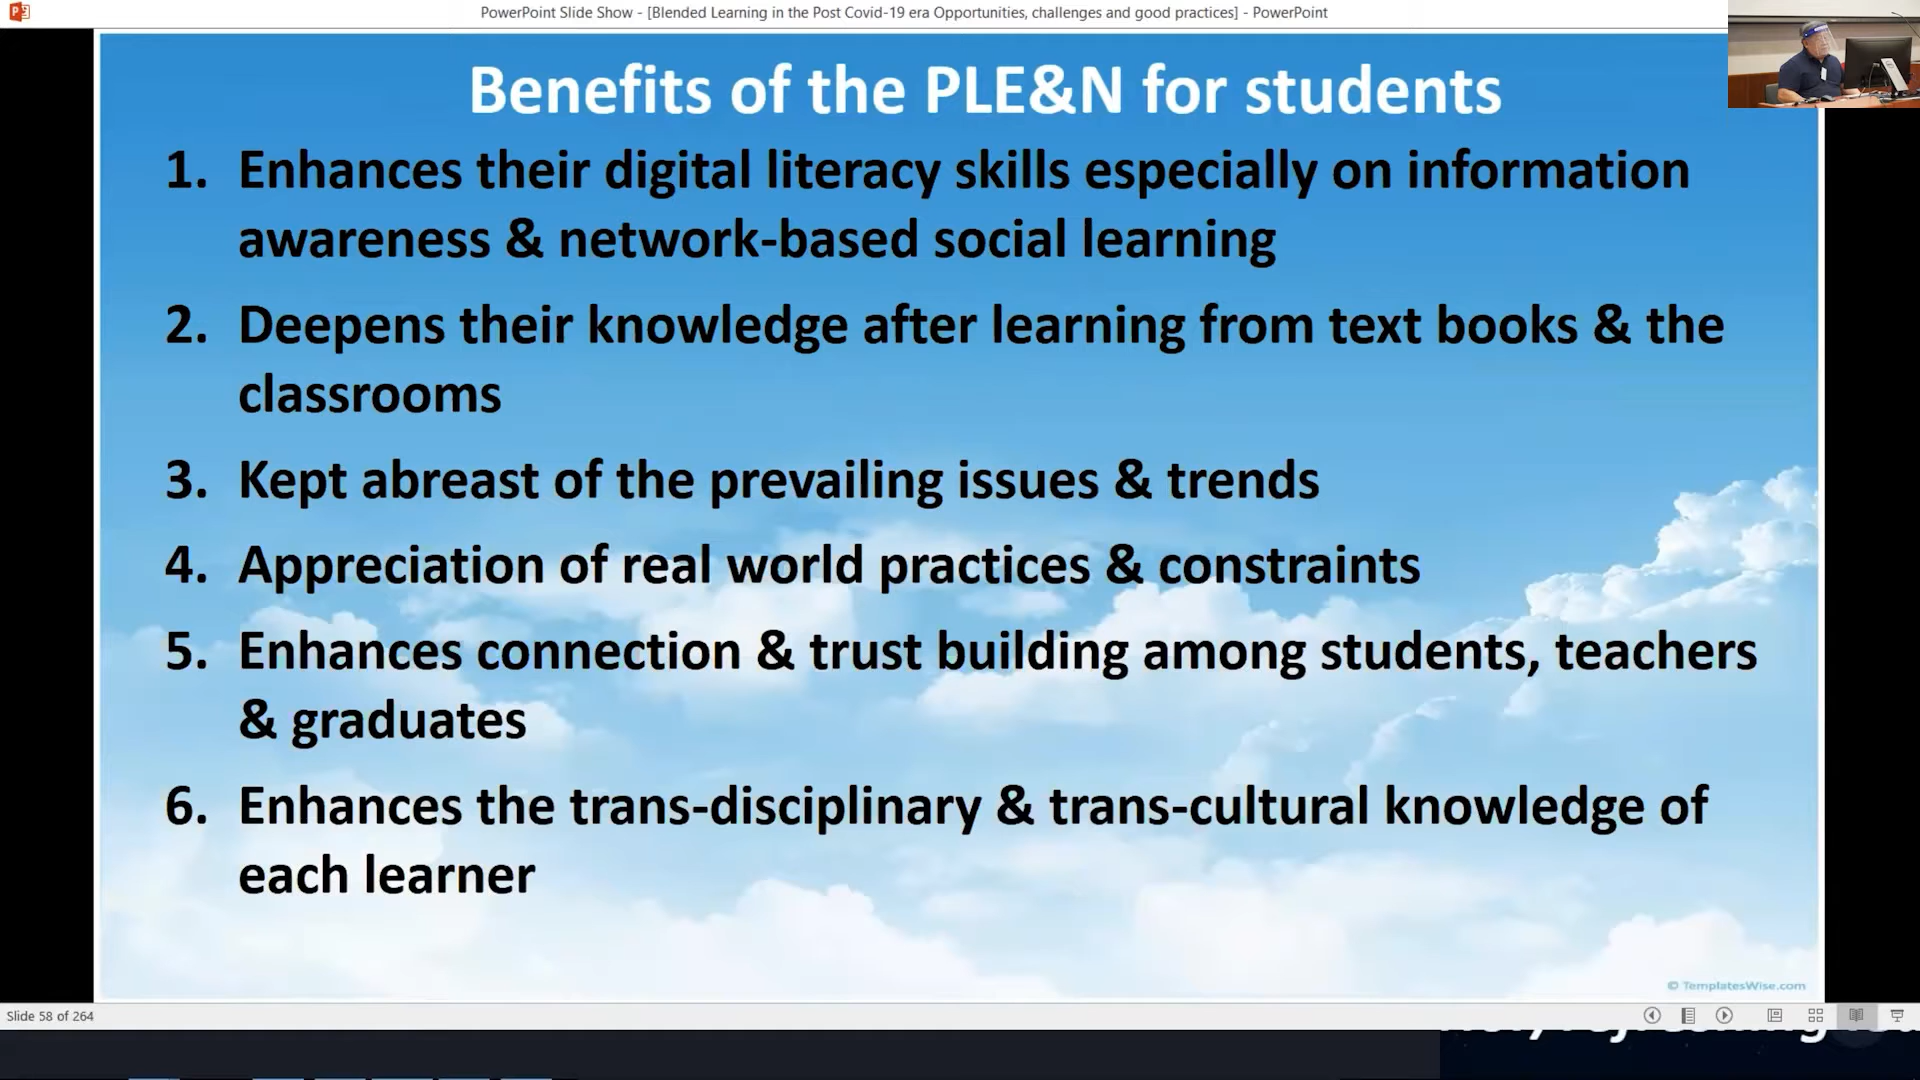 PowerPoint Slide Show - [Blended Learning in the Post Covid-19 era Opportunities, challenges and good practices] - PowerPoint
Benefits of the PLE&N for students
1. Enhances their digital literacy skills especially on information
awareness & network-based social learning
2. Deepens their knowledge after learning from text books & the
classrooms
3. Kept abreast of the prevailing issues & trends
4. Appreciation of real world practices & constraints
5. Enhances connection & trust building among students, teachers
& graduates
6. Enhances the trans-disciplinary & trans-cultural knowledge of
each learner
© TemplatesWise.com
Slide 58 of 264